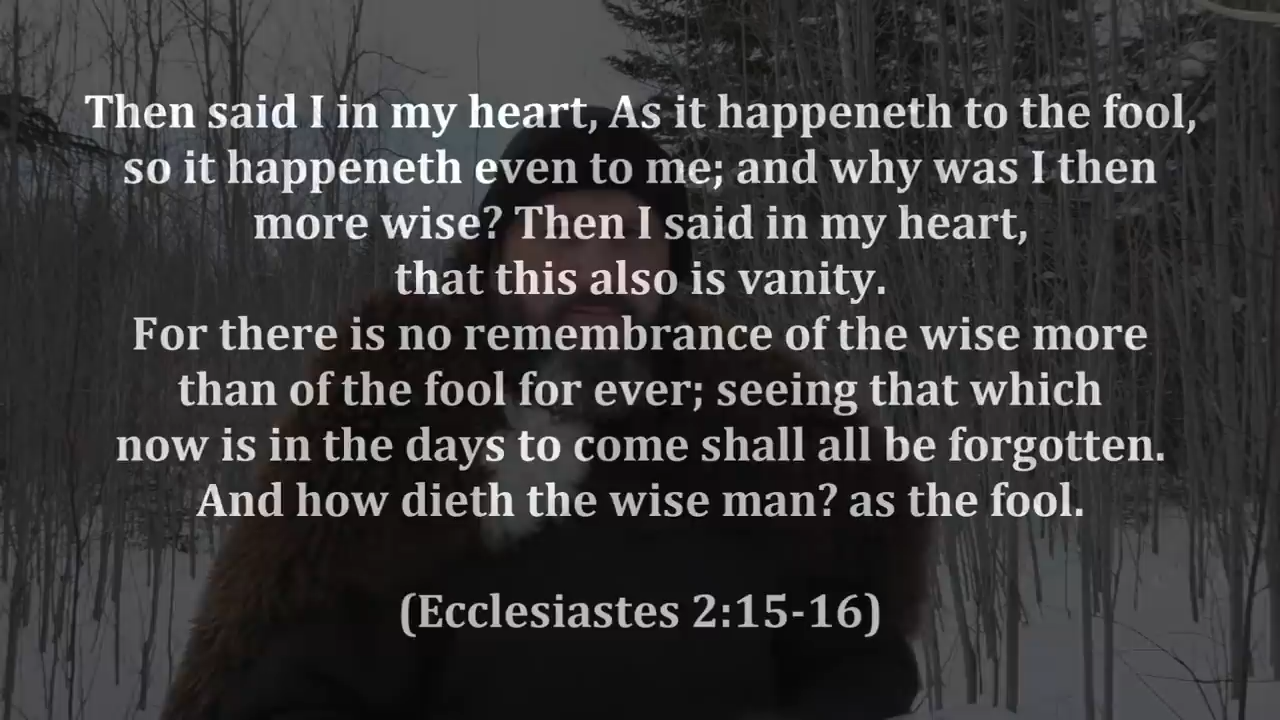 Then said I in my heart, As it happeneth to the fool,
so it happeneth even to me; and why was I then
more wise? Then I said in my heart,
that this also is vanity.
For there is no remembrance of the wise more
than of the fool for ever; seeing that which
now is in the days to come shall all be forgotten.
And how dieth the wise man? as the fool.
(Ecclesiastes 2:15-16)